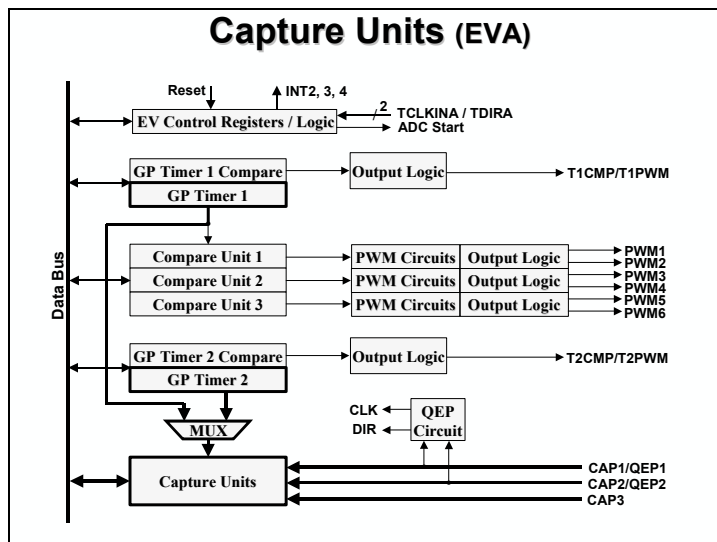 Capture Units (EVA)
Reset
INT2, 3, 4
2
TCLKINA / TDIRA
EV Control Registers / Logic
ADC Start
GP Timer 1 Compare
Output Logic
T1CMP/T1PWM
GP Timer 1
Data Bus
Compare Unit 1
PWM Circuits
Output Logic
PWM1
PWM2
Compare Unit 2
PWM Circuits
Output Logic
PWM3
PWM4
Compare Unit 3
PWM Circuits
Output Logic
PWM5
PWM6
GP Timer 2 Compare
Output Logic
T2CMP/T2PWM
GP Timer 2
MUX
CLK
DIR
QEP
Circuit
Capture Units
CAP1/QEP1
CAP2/QEP2
CAP3